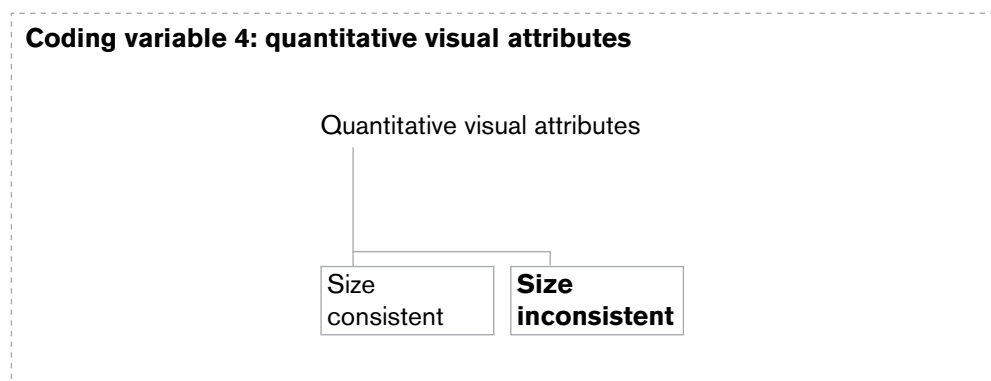 Coding variable 4: quantitative visual attributes
Quantitative visual attributes
Size
consistent
Size
inconsistent